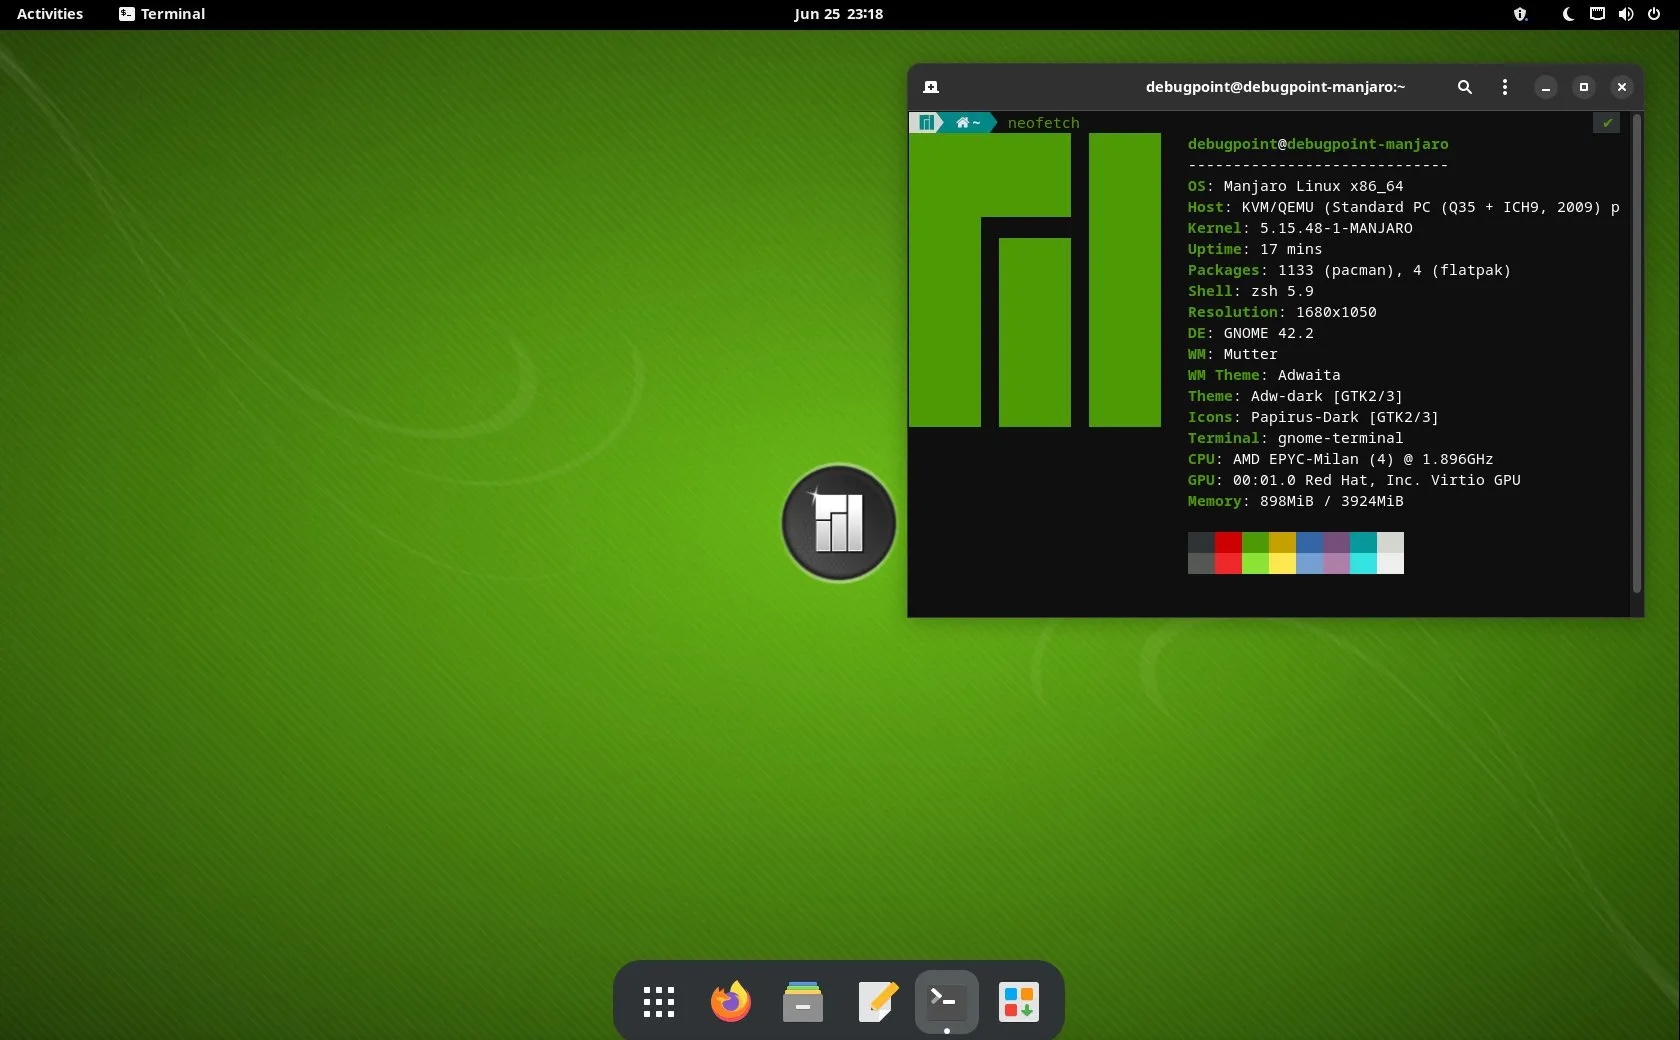 Activities Terminal Jun 25 23:18
debugpoint@debugpoint-manjaro:~
~ neofetch ✔
debugpoint@debugpoint-manjaro
-----------------------------
OS: Manjaro Linux x86_64
Host: KVM/QEMU (Standard PC (Q35 + ICH9, 2009) p
Kernel: 5.15.48-1-MANJARO
Uptime: 17 mins
Packages: 1133 (pacman), 4 (flatpak)
Shell: zsh 5.9
Resolution: 1680x1050
DE: GNOME 42.2
WM: Mutter
WM Theme: Adwaita
Theme: Adw-dark [GTK2/3]
Icons: Papirus-Dark [GTK2/3]
Terminal: gnome-terminal
CPU: AMD EPYC-Milan (4) @ 1.896GHz
GPU: 00:01.0 Red Hat, Inc. Virtio GPU
Memory: 898MiB / 3924MiB